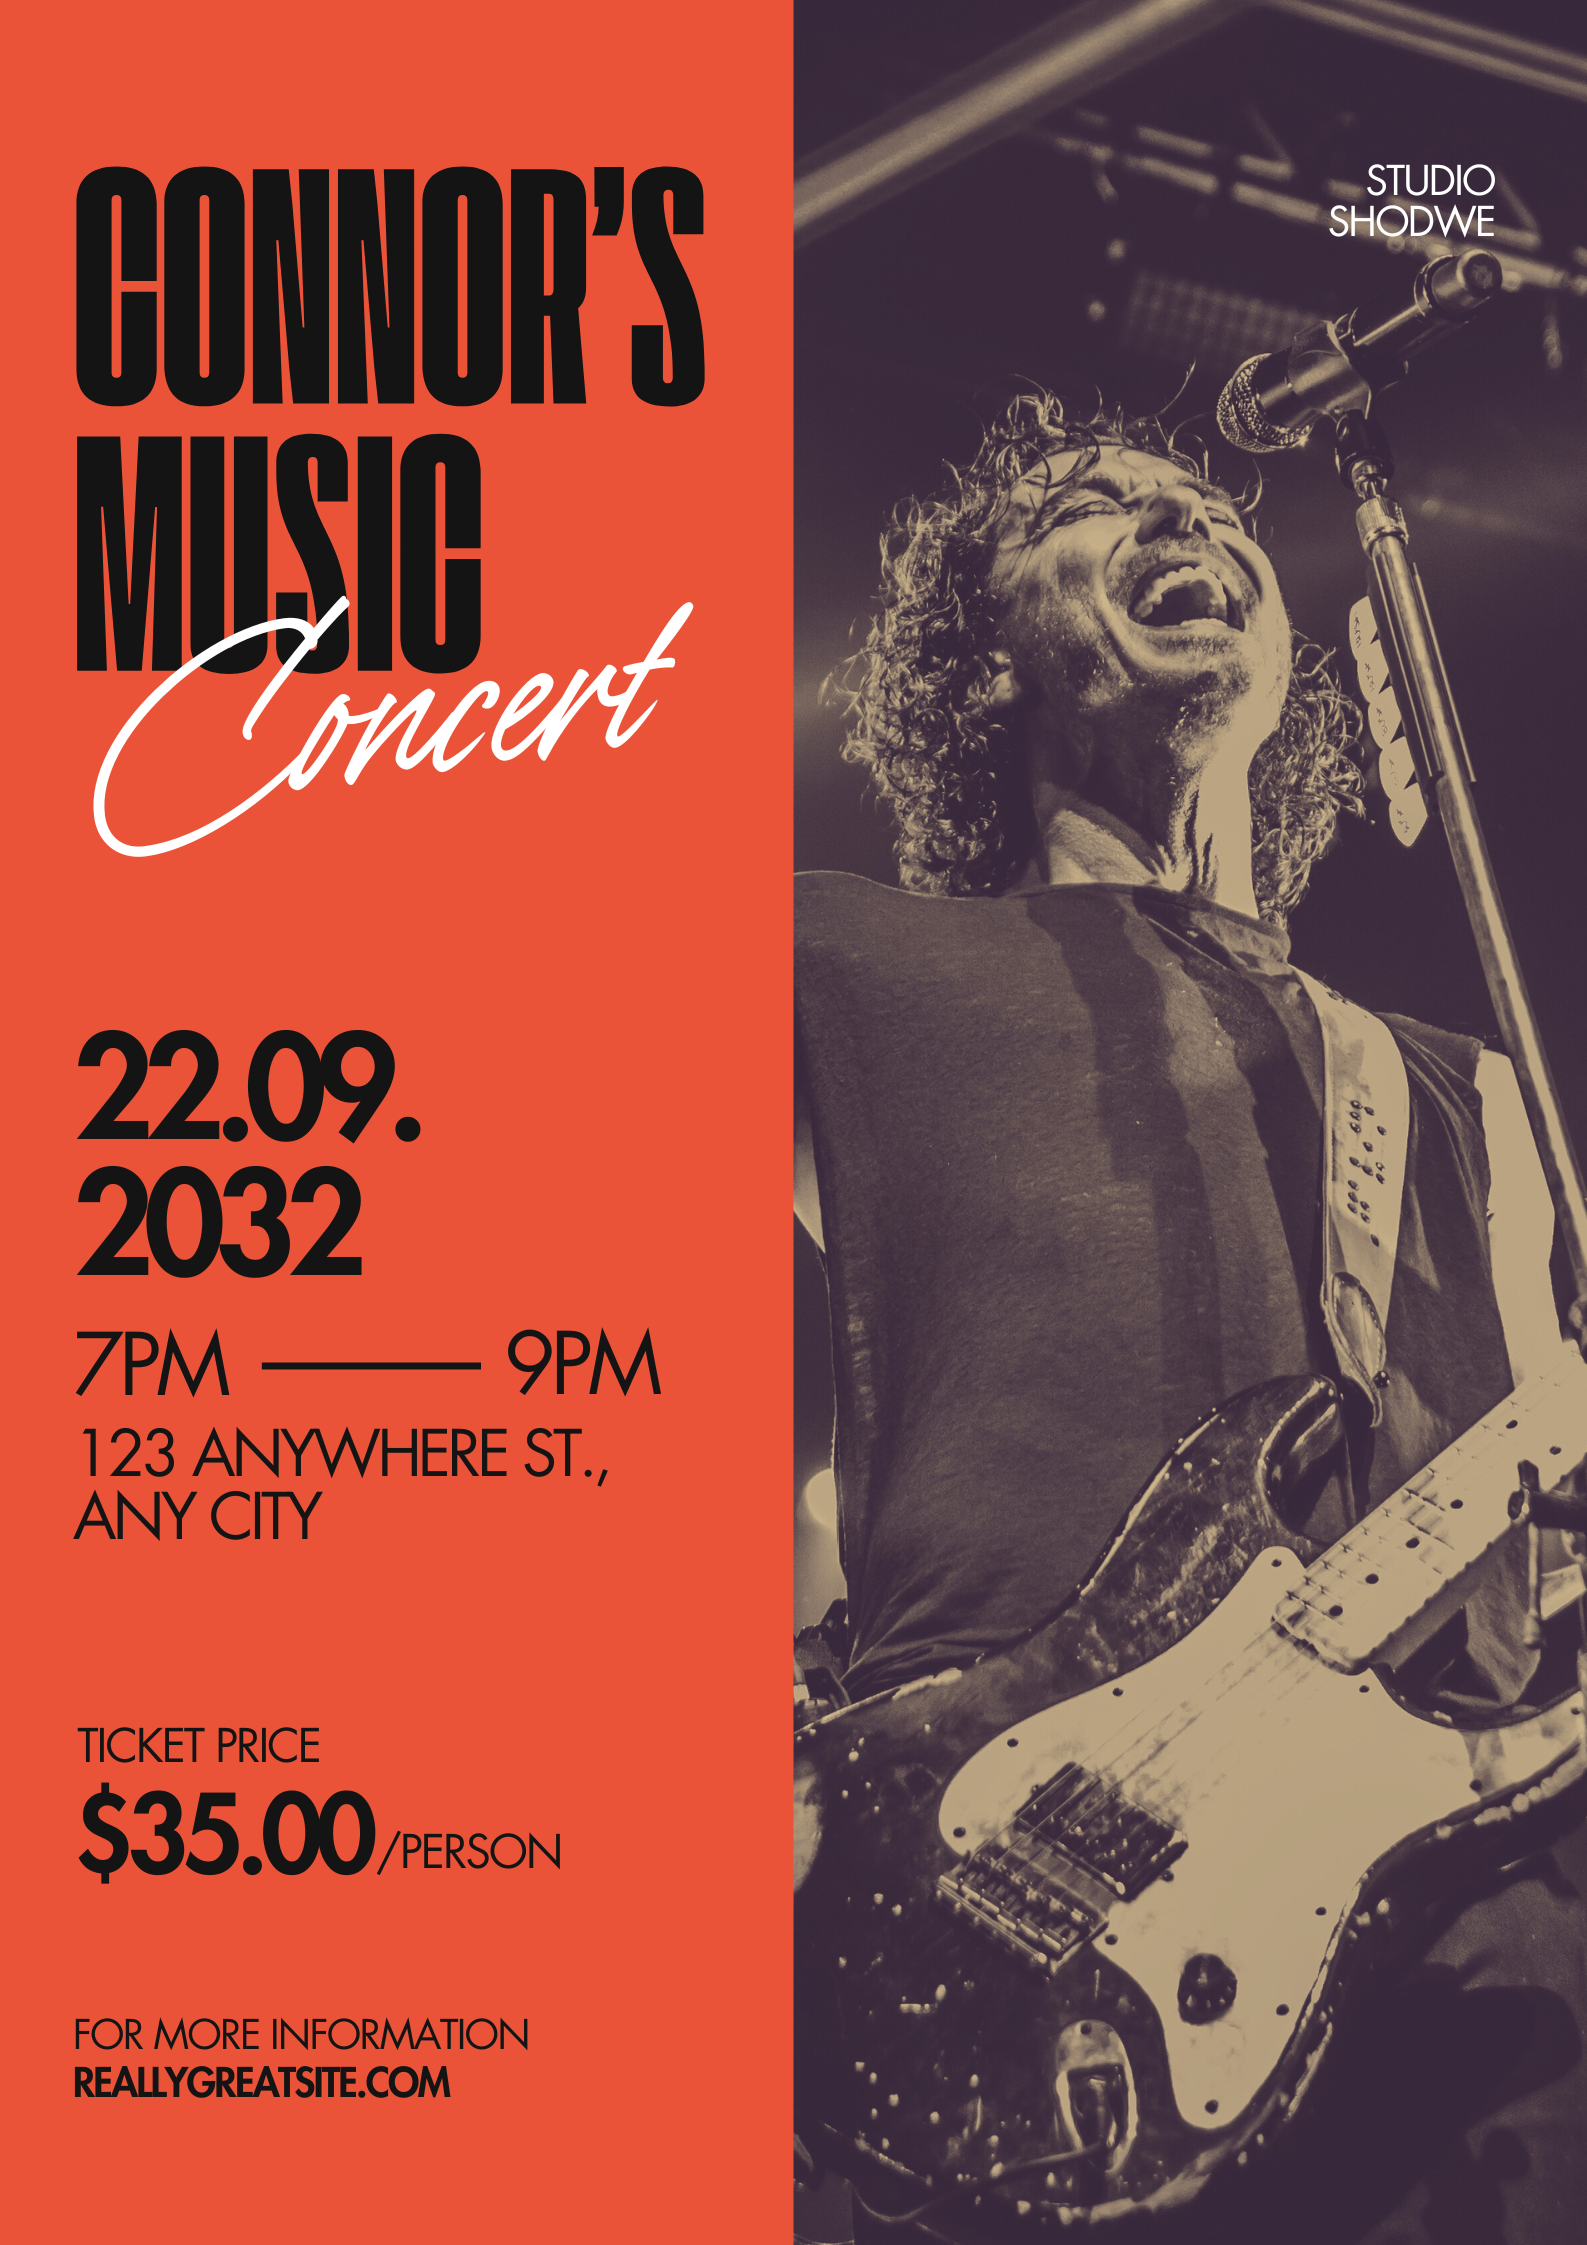 CONNOR'S
MUSIC
Concert
22.09.
2032
7PM — 9PM
123 ANYWHERE ST.,
ANY CITY
TICKET PRICE
$35.00/PERSON
FOR MORE INFORMATION
REALLYGREATSITE.COM
STUDIO
SHODWE